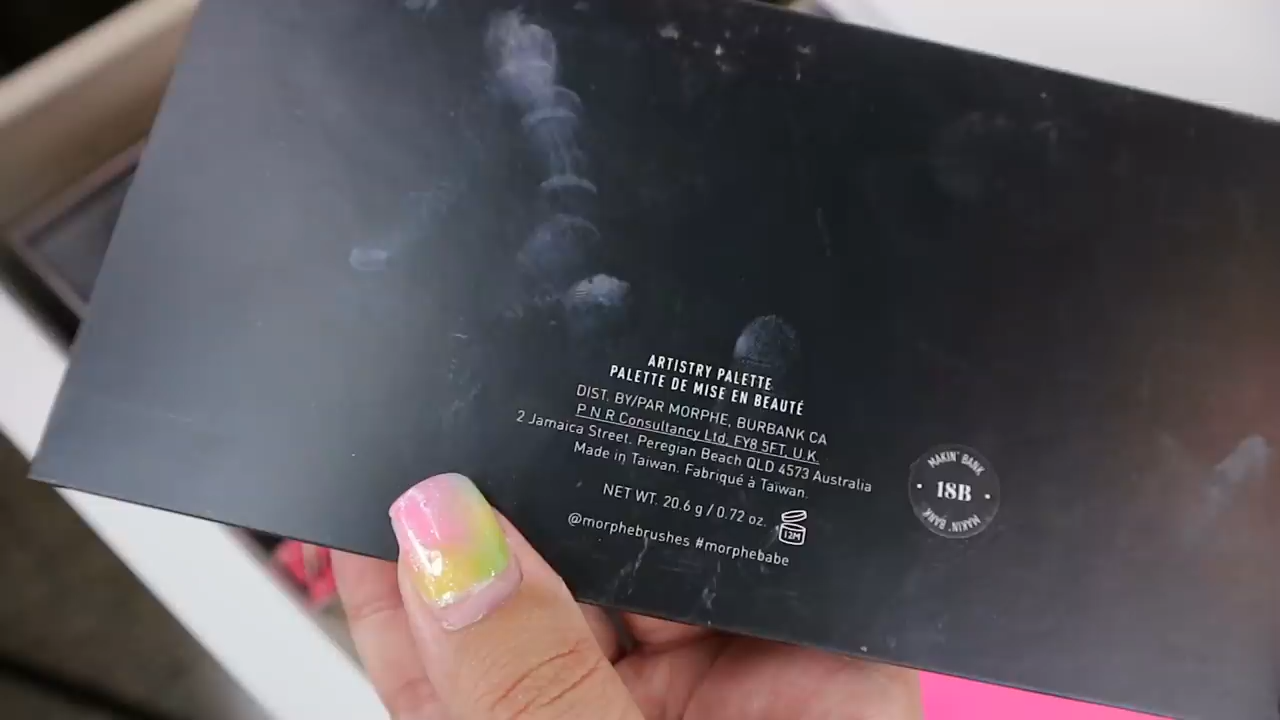 ARTISTRY PALETTE
PALETTE DE MISE EN BEAUTÉ
DIST. BY/PAR MORPHE, BURBANK CA
P N R Consultancy Ltd, FY8 5FT, U.K.
2 Jamaica Street. Peregian Beach QLD 4573 Australia
Made in Taiwan. Fabriqué à Taïwan.
NET WT. 20.6 g / 0.72 oz.
12M
@morphebrushes #morphebabe
MAKIN' BANK
· 18B ·
MAKIN' BANK